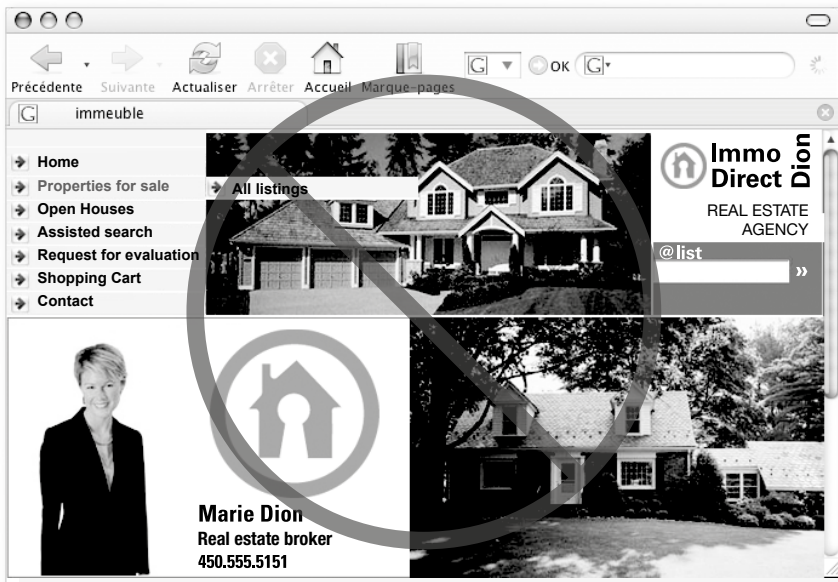 Précédente Suivante Actualiser Arrêter Accueil Marque-pages G OK G
G immeuble
Home
Properties for sale
All listings
Open Houses
Assisted search
Request for evaluation
Shopping Cart
Contact
Immo
Direct
Dion
REAL ESTATE
AGENCY
@list
»
Marie Dion
Real estate broker
450.555.5151